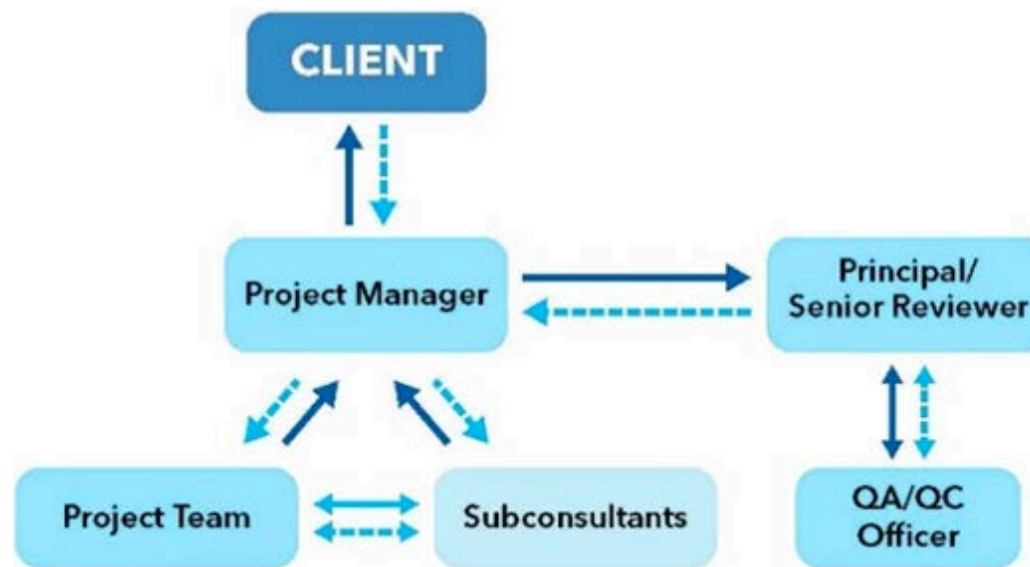 CLIENT
Project Manager
Principal/
Senior Reviewer
Project Team
Subconsultants
QA/QC
Officer